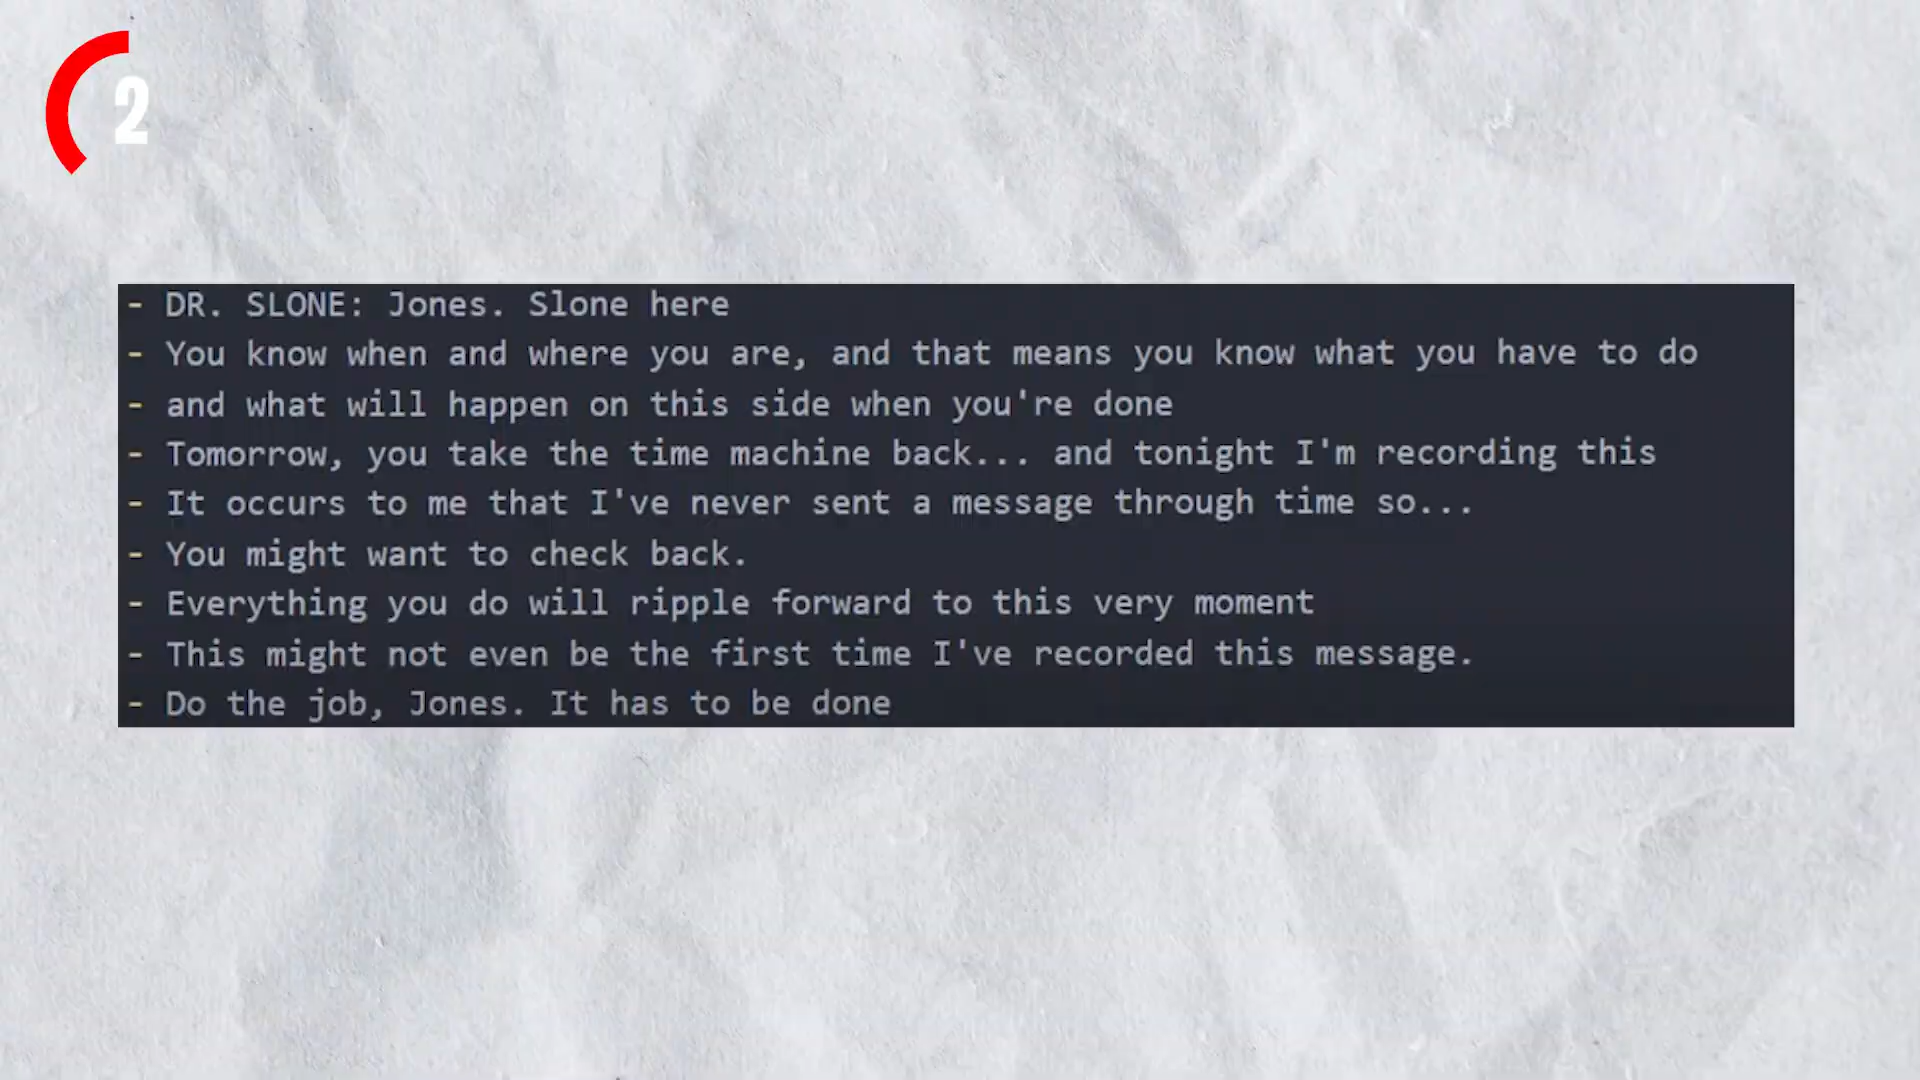 2
- DR. SLONE: Jones. Slone here
- You know when and where you are, and that means you know what you have to do
- and what will happen on this side when you're done
- Tomorrow, you take the time machine back... and tonight I'm recording this
- It occurs to me that I've never sent a message through time so...
- You might want to check back.
- Everything you do will ripple forward to this very moment
- This might not even be the first time I've recorded this message.
- Do the job, Jones. It has to be done